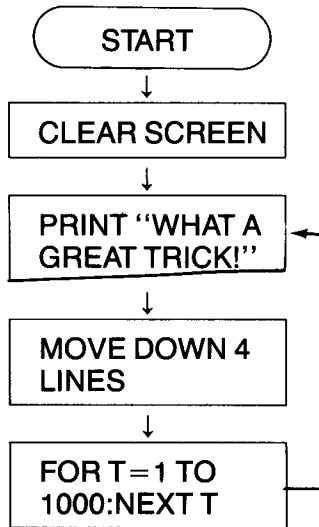 START
CLEAR SCREEN
PRINT "WHAT A
GREAT TRICK!"
MOVE DOWN 4
LINES
FOR T=1 TO
1000:NEXT T